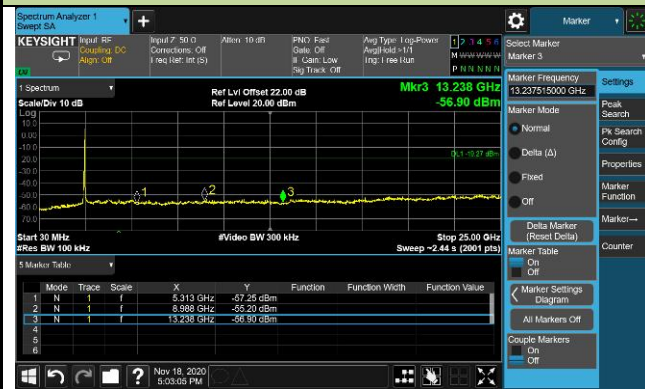 Spectrum Analyzer 1
Swept SA
KEYSIGHT
Input: RF
Coupling: DC
Align: Off
Input Z: 50 Ω
Corrections: Off
Freq Ref: Int (S)
Atten: 10 dB
PNO: Fast
Gate: Off
IF Gain: Low
Sig Track: Off
Avg Type: Log-Power
Avg|Hold:>1/1
Trig: Free Run
1 2 3 4 5 6
M W W W W W
P N N N N N
1 Spectrum
Scale/Div 10 dB
Ref Lvl Offset 22.00 dB
Ref Level 20.00 dBm
Mkr3 13.238 GHz
-56.90 dBm
Log
10.0
0.00
-10.0
-20.0
-30.0
-40.0
-50.0
-60.0
-70.0
1
2
3
Start 30 MHz
#Res BW 100 kHz
#Video BW 300 kHz
Stop 25.00 GHz
Sweep ~2.44 s (2001 pts)
5 Marker Table
Mode Trace Scale X Y Function Function Width Function Value
1 N 1 f 5.313 GHz -57.25 dBm
2 N 1 f 8.988 GHz -55.20 dBm
3 N 1 f 13.238 GHz -56.90 dBm
4
5
6
Nov 18, 2020
5:03:05 PM
Marker
Select Marker
Marker 3
Marker Frequency
13.237515000 GHz
Marker Mode
Normal
Delta (Δ)
Fixed
Off
Delta Marker
(Reset Delta)
Marker Table
On
Off
Marker Settings
Diagram
All Markers Off
Couple Markers
On
Off
Settings
Peak
Search
Pk Search
Config
Properties
Marker
Function
Marker→
Counter